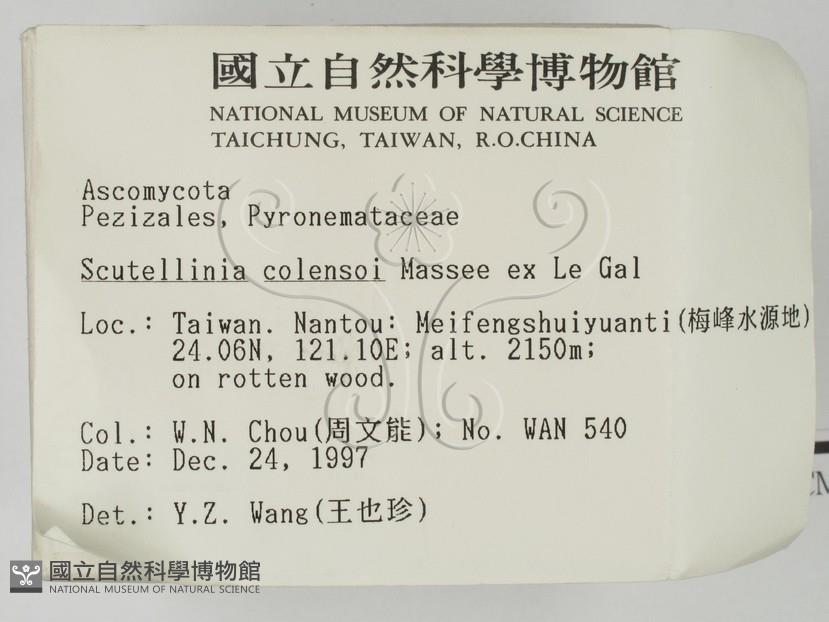 國立自然科學博物館
NATIONAL MUSEUM OF NATURAL SCIENCE
TAICHUNG, TAIWAN, R.O.CHINA
Ascomycota
Pezizales, Pyronemataceae
Scutellinia colensoi Massee ex Le Gal
Loc.: Taiwan. Nantou: Meifengshuiyuanti(梅峰水源地)
24.06N, 121.10E; alt. 2150m;
on rotten wood.
Col.: W.N. Chou(周文能); No. WAN 540
Date: Dec. 24, 1997
Det.: Y.Z. Wang(王也珍)
國立自然科學博物館
NATIONAL MUSEUM OF NATURAL SCIENCE